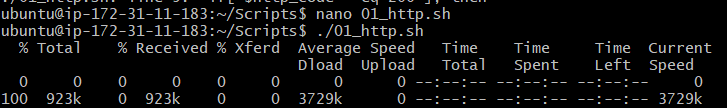 ubuntu@ip-172-31-11-183:~/Scripts$ nano 01_http.sh
ubuntu@ip-172-31-11-183:~/Scripts$ ./01_http.sh
% Total % Received % Xferd Average Speed Time Time Time Current
Dload Upload Total Spent Left Speed
0 0 0 0 0 0 0 0 --:--:-- --:--:-- --:--:-- 0
100 923k 0 923k 0 0 3729k 0 --:--:-- --:--:-- --:--:-- 3729k